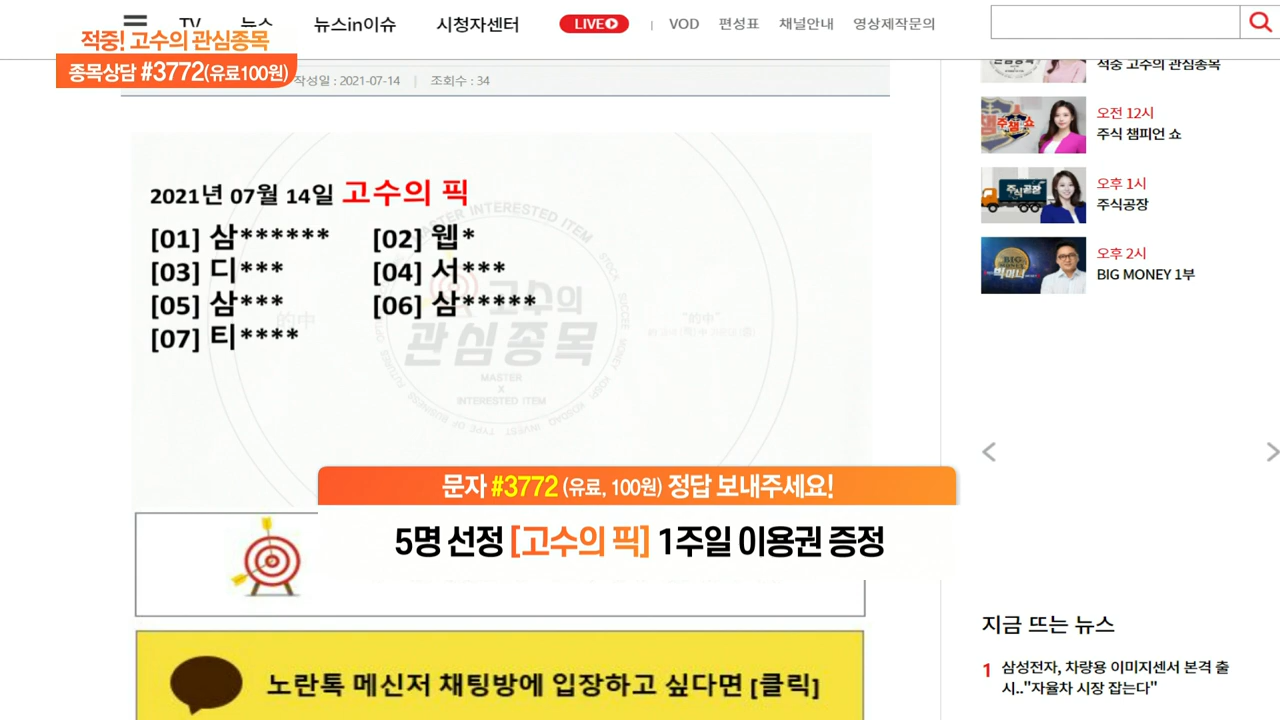 TV 뉴스 뉴스in이슈 시청자센터 LIVE | VOD 편성표 채널안내 영상제작문의
적중! 고수의 관심종목
종목상담 #3772(유료100원)
작성일 : 2021-07-14 | 조회수 : 34
적중 고수의 관심종목
오전 12시
주식 챔피언 쇼
오후 1시
주식공장
오후 2시
BIG MONEY 1부
2021년 07월 14일 고수의 픽
[01] 삼****** [02] 웹*
[03] 디*** [04] 서***
[05] 삼*** [06] 삼*****
[07] 티****
MASTER INTERESTED ITEM
고수의
관심종목
MASTER
X
INTERESTED ITEM
문자 #3772 (유료, 100원) 정답 보내주세요!
5명 선정 [고수의 픽] 1주일 이용권 증정
노란톡 메신저 채팅방에 입장하고 싶다면 [클릭]
지금 뜨는 뉴스
1 삼성전자, 차량용 이미지센서 본격 출
시.."자율차 시장 잡는다"